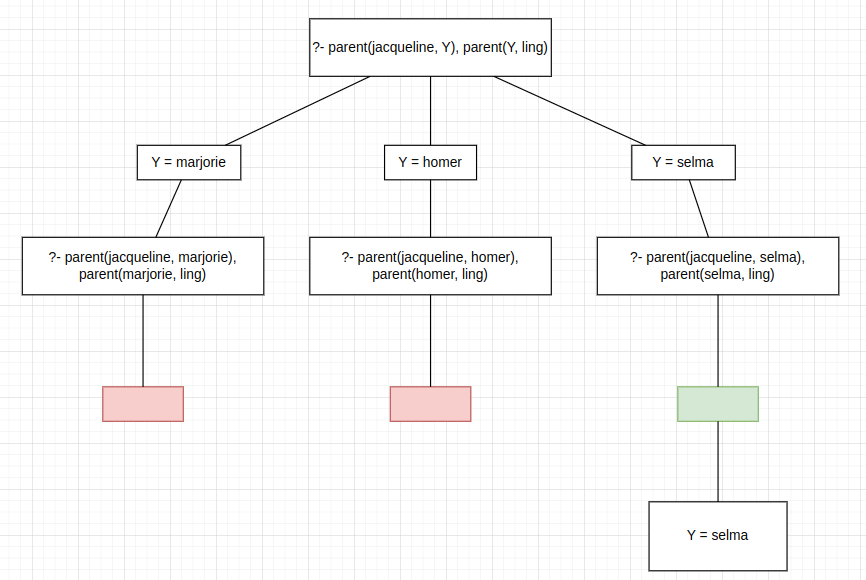 ?- parent(jacqueline, Y), parent(Y, ling)
Y = marjorie
Y = homer
Y = selma
?- parent(jacqueline, marjorie),
parent(marjorie, ling)
?- parent(jacqueline, homer),
parent(homer, ling)
?- parent(jacqueline, selma),
parent(selma, ling)
Y = selma